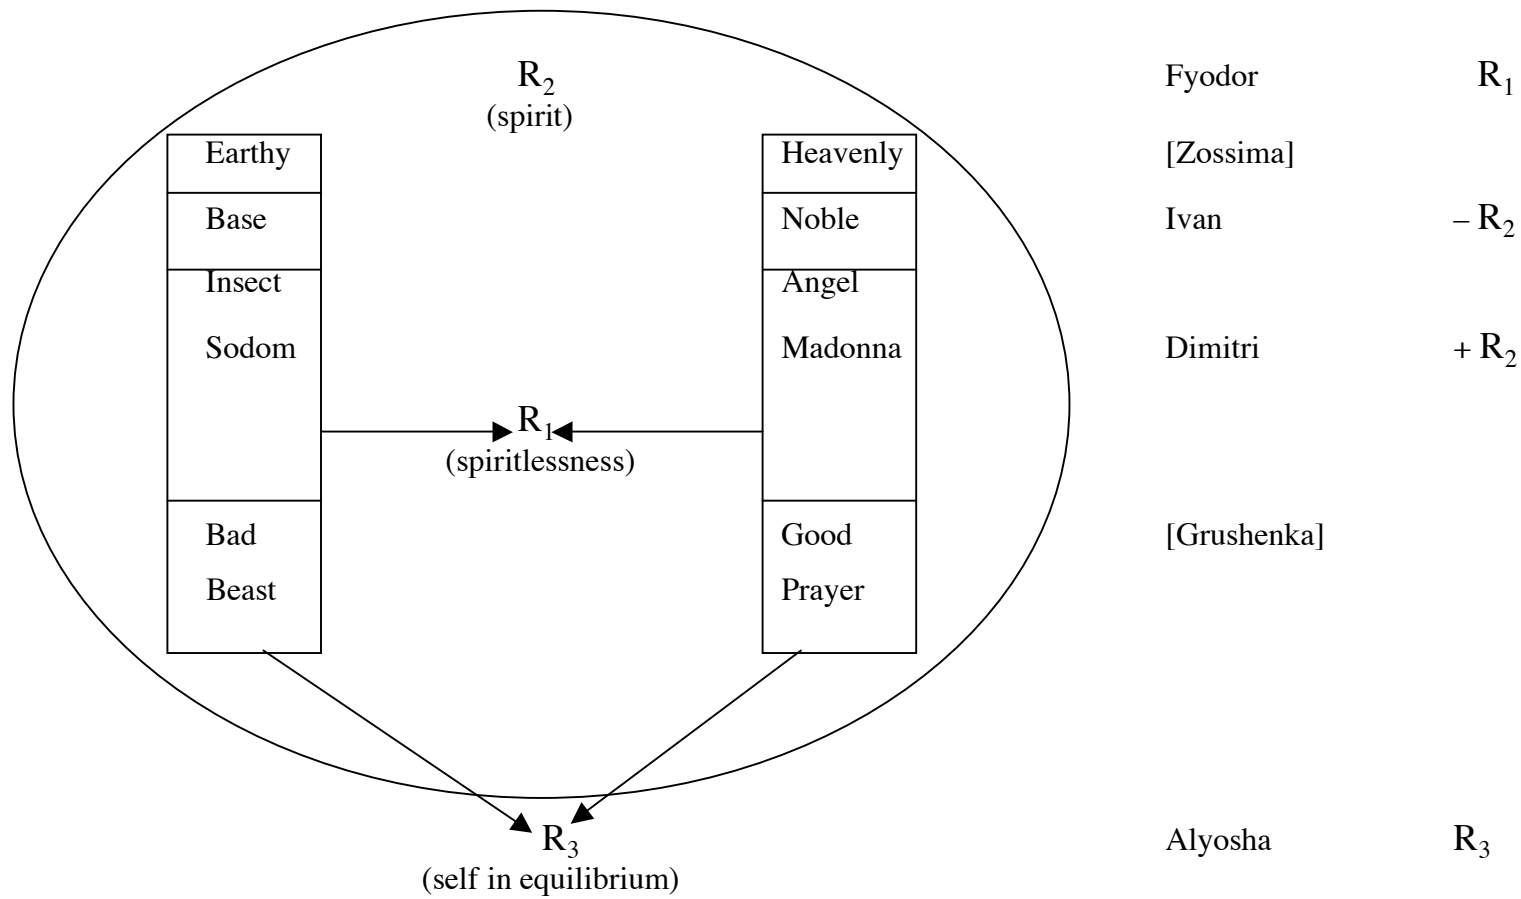 R₂ Fyodor R₁
(spirit)
Earthy Heavenly [Zossima]
Base Noble Ivan – R₂
Insect Angel
Sodom Madonna Dimitri + R₂
R₁
(spiritlessness)
Bad Good [Grushenka]
Beast Prayer
R₃ Alyosha R₃
(self in equilibrium)